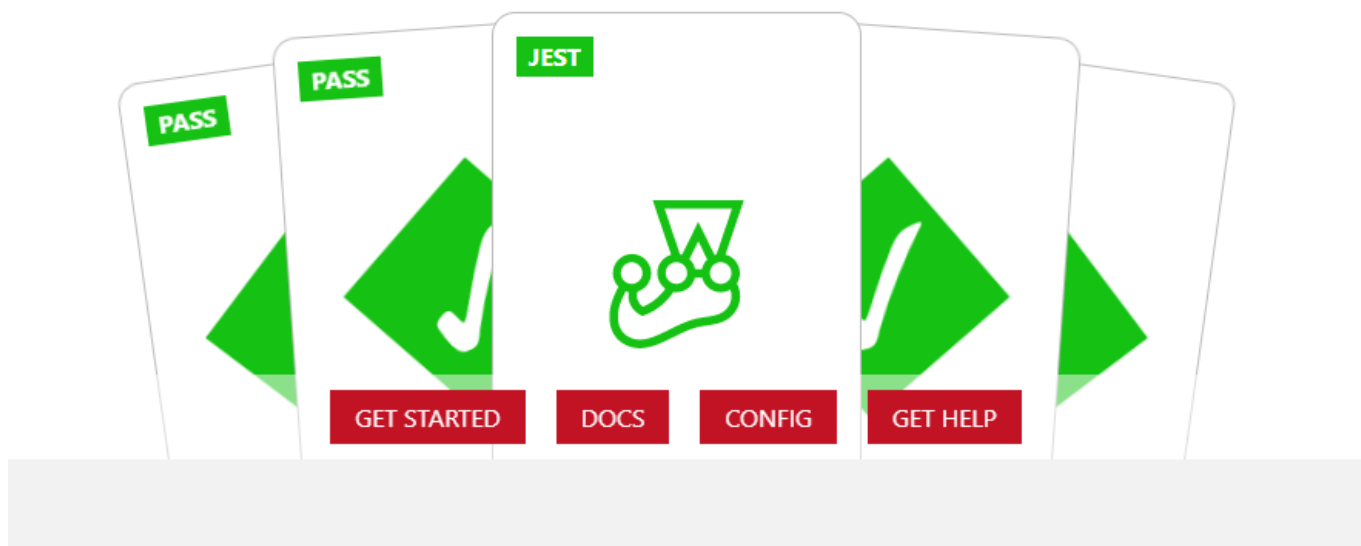 PASS
PASS
JEST
GET STARTED
DOCS
CONFIG
GET HELP